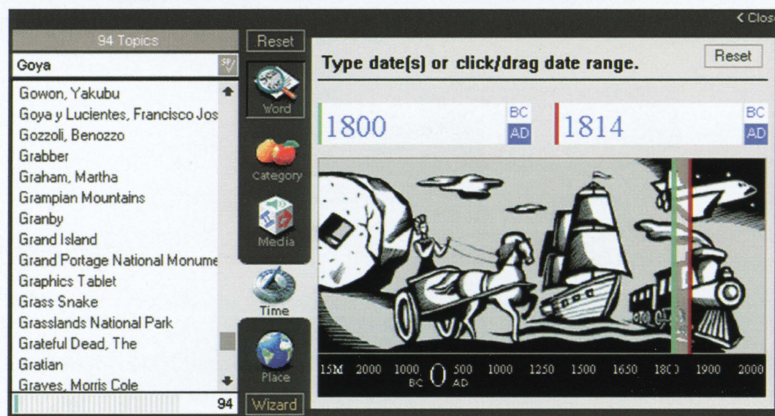 < Clos
94 Topics
Goya
SP
Gowon, Yakubu
Goya y Lucientes, Francisco Jos
Gozzoli, Benozzo
Grabber
Graham, Martha
Grampian Mountains
Granby
Grand Island
Grand Portage National Monume
Graphics Tablet
Grass Snake
Grasslands National Park
Grateful Dead, The
Gratian
Graves, Morris Cole
94
Reset
Word
Category
Media
Time
Place
Wizard
Type date(s) or click/drag date range.
Reset
1800 BC AD
1814 BC AD
15M 2000 1000 0 500 1000 1250 1500 1650 1900 2000
BC AD